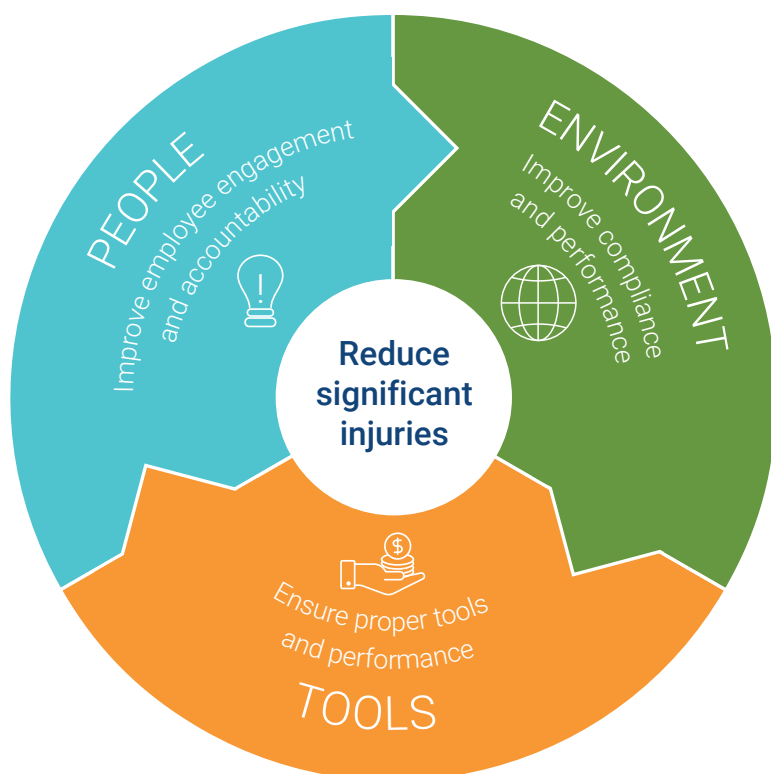 PEOPLE
Improve employee engagement
and accountability
ENVIRONMENT
Improve compliance
and performance
Reduce
significant
injuries
$
Ensure proper tools
and performance
TOOLS